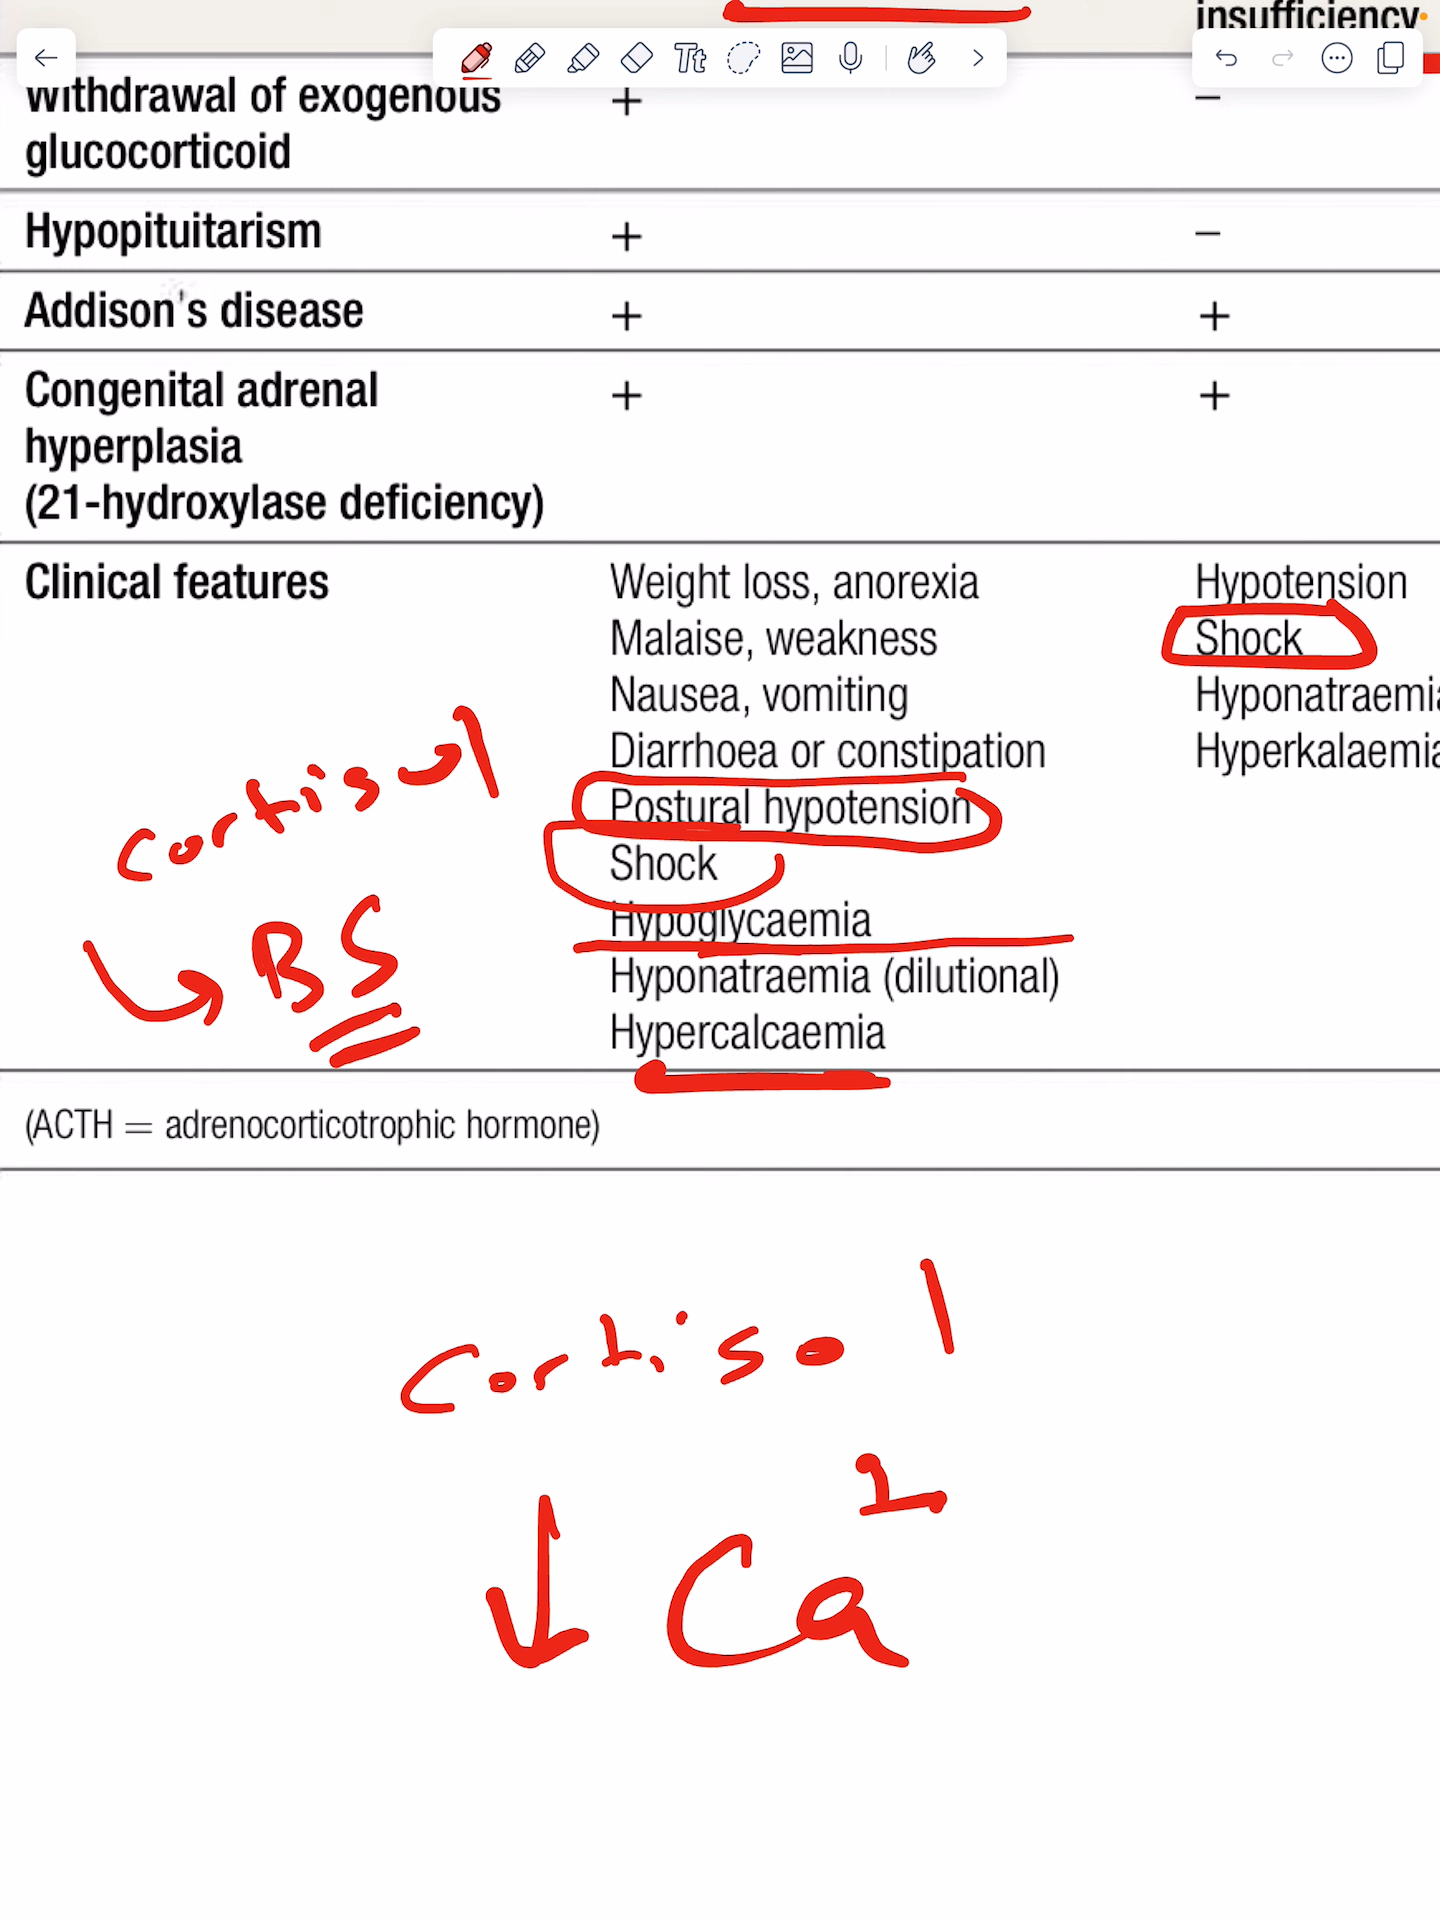 insufficiency
Withdrawal of exogenous + −
glucocorticoid
Hypopituitarism + −
Addison's disease + +
Congenital adrenal + +
hyperplasia
(21-hydroxylase deficiency)
Clinical features Weight loss, anorexia Hypotension
Malaise, weakness Shock
Nausea, vomiting Hyponatraemia
Diarrhoea or constipation Hyperkalaemia
Postural hypotension
Shock
Hypoglycaemia
Hyponatraemia (dilutional)
Hypercalcaemia
cortisol
↳ BS
(ACTH = adrenocorticotrophic hormone)
Cortisol
↓ Ca²
Tt